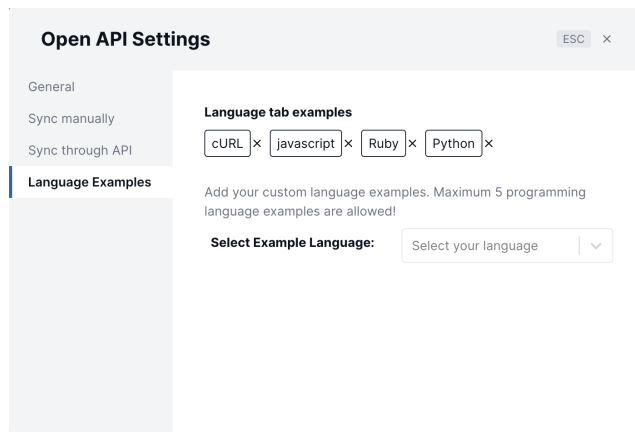 Open API Settings
ESC ×
General
Sync manually
Sync through API
Language Examples
Language tab examples
cURL × javascript × Ruby × Python ×
Add your custom language examples. Maximum 5 programming
language examples are allowed!
Select Example Language:
Select your language